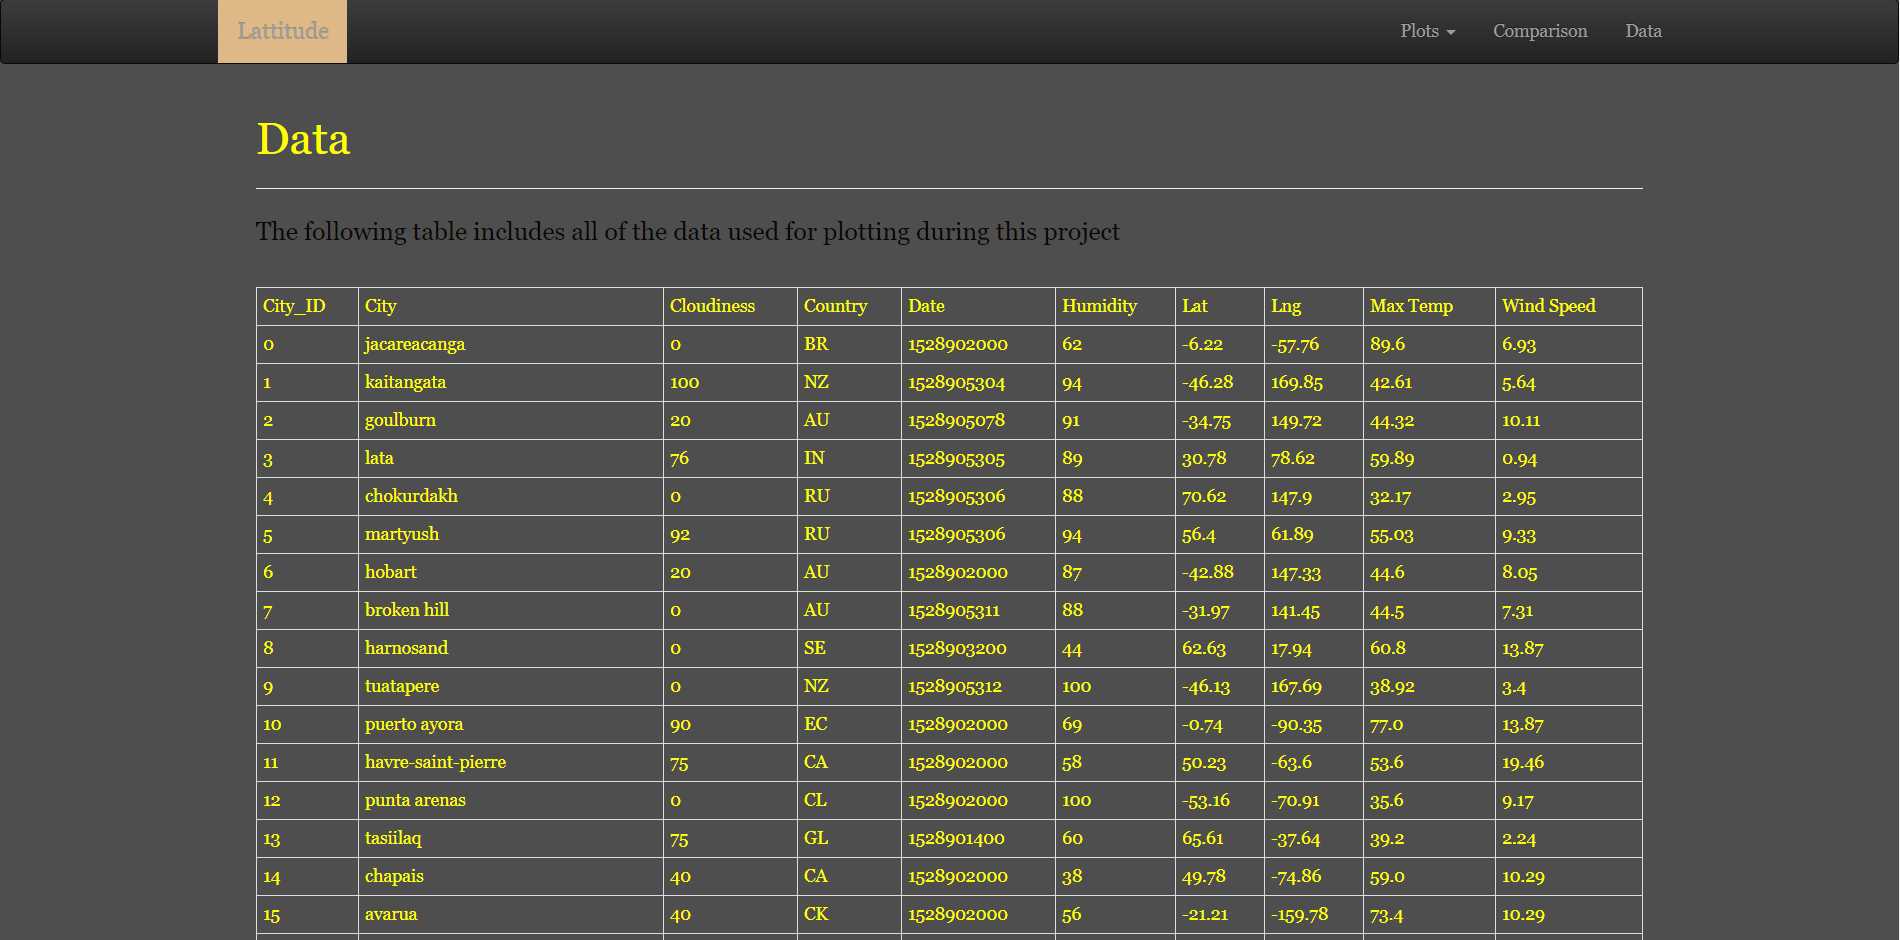 Lattitude Plots Comparison Data
Data
The following table includes all of the data used for plotting during this project
City_ID City Cloudiness Country Date Humidity Lat Lng Max Temp Wind Speed
0 jacareacanga 0 BR 1528902000 62 -6.22 -57.76 89.6 6.93
1 kaitangata 100 NZ 1528905304 94 -46.28 169.85 42.61 5.64
2 goulburn 20 AU 1528905078 91 -34.75 149.72 44.32 10.11
3 lata 76 IN 1528905305 89 30.78 78.62 59.89 0.94
4 chokurdakh 0 RU 1528905306 88 70.62 147.9 32.17 2.95
5 martyush 92 RU 1528905306 94 56.4 61.89 55.03 9.33
6 hobart 20 AU 1528902000 87 -42.88 147.33 44.6 8.05
7 broken hill 0 AU 1528905311 88 -31.97 141.45 44.5 7.31
8 harnosand 0 SE 1528903200 44 62.63 17.94 60.8 13.87
9 tuatapere 0 NZ 1528905312 100 -46.13 167.69 38.92 3.4
10 puerto ayora 90 EC 1528902000 69 -0.74 -90.35 77.0 13.87
11 havre-saint-pierre 75 CA 1528902000 58 50.23 -63.6 53.6 19.46
12 punta arenas 0 CL 1528902000 100 -53.16 -70.91 35.6 9.17
13 tasiilaq 75 GL 1528901400 60 65.61 -37.64 39.2 2.24
14 chapais 40 CA 1528902000 38 49.78 -74.86 59.0 10.29
15 avarua 40 CK 1528902000 56 -21.21 -159.78 73.4 10.29